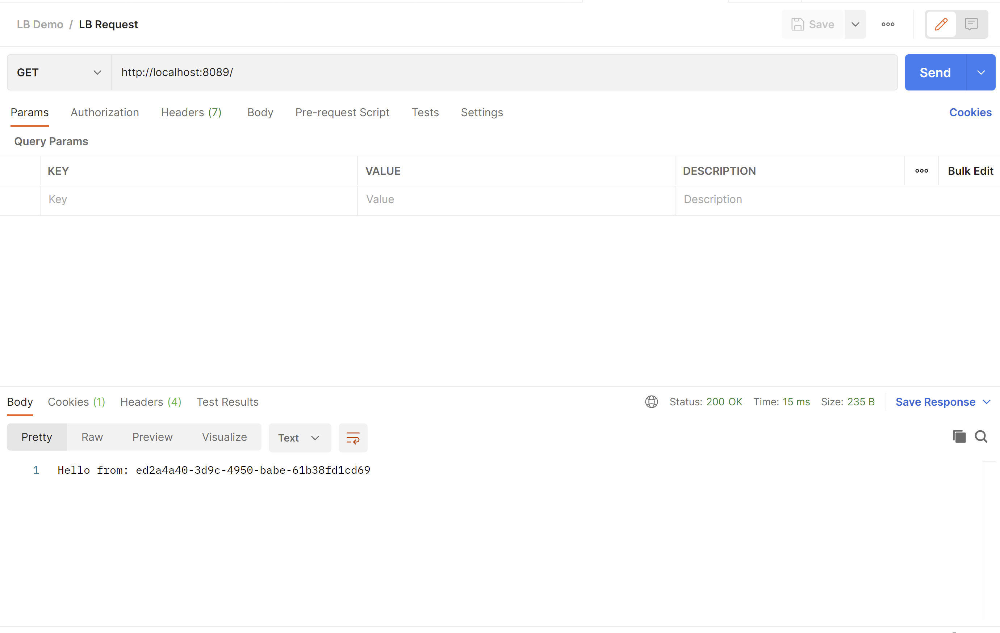 LB Demo / LB Request
Save
GET http://localhost:8089/ Send
Params Authorization Headers (7) Body Pre-request Script Tests Settings Cookies
Query Params
KEY VALUE DESCRIPTION Bulk Edit
Key Value Description
Body Cookies (1) Headers (4) Test Results Status: 200 OK Time: 15 ms Size: 235 B Save Response
Pretty Raw Preview Visualize Text
1 Hello from: ed2a4a40-3d9c-4950-babe-61b38fd1cd69